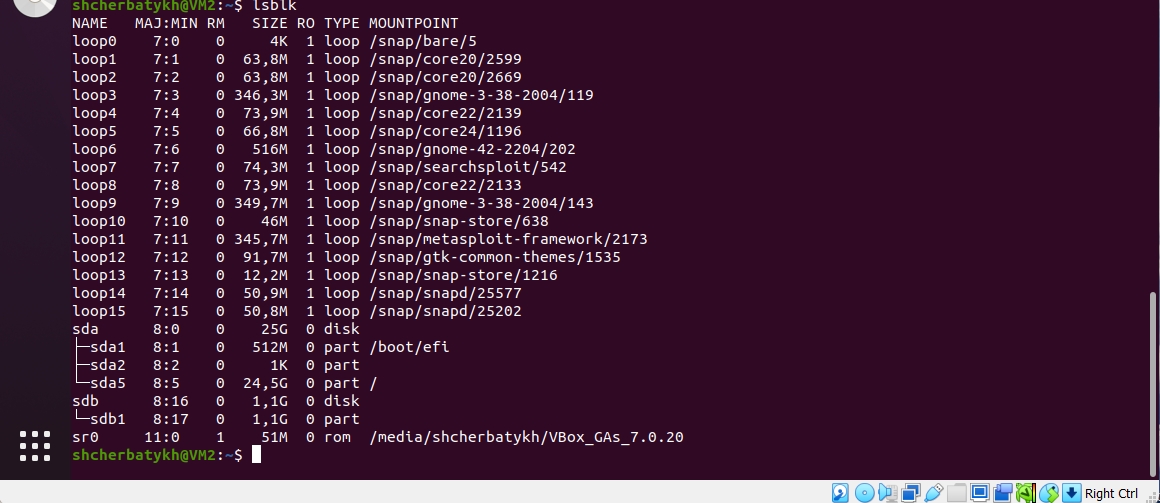 shcherbatykh@VM2:~$ lsblk
NAME   MAJ:MIN RM   SIZE RO TYPE MOUNTPOINT
loop0    7:0    0     4K  1 loop /snap/bare/5
loop1    7:1    0  63,8M  1 loop /snap/core20/2599
loop2    7:2    0  63,8M  1 loop /snap/core20/2669
loop3    7:3    0 346,3M  1 loop /snap/gnome-3-38-2004/119
loop4    7:4    0  73,9M  1 loop /snap/core22/2139
loop5    7:5    0  66,8M  1 loop /snap/core24/1196
loop6    7:6    0   516M  1 loop /snap/gnome-42-2204/202
loop7    7:7    0  74,3M  1 loop /snap/searchsploit/542
loop8    7:8    0  73,9M  1 loop /snap/core22/2133
loop9    7:9    0 349,7M  1 loop /snap/gnome-3-38-2004/143
loop10   7:10   0    46M  1 loop /snap/snap-store/638
loop11   7:11   0 345,7M  1 loop /snap/metasploit-framework/2173
loop12   7:12   0  91,7M  1 loop /snap/gtk-common-themes/1535
loop13   7:13   0  12,2M  1 loop /snap/snap-store/1216
loop14   7:14   0  50,9M  1 loop /snap/snapd/25577
loop15   7:15   0  50,8M  1 loop /snap/snapd/25202
sda      8:0    0    25G  0 disk
├─sda1   8:1    0   512M  0 part /boot/efi
├─sda2   8:2    0     1K  0 part
└─sda5   8:5    0  24,5G  0 part /
sdb      8:16   0   1,1G  0 disk
└─sdb1   8:17   0   1,1G  0 part
sr0     11:0    1    51M  0 rom  /media/shcherbatykh/VBox_GAs_7.0.20
shcherbatykh@VM2:~$
Right Ctrl